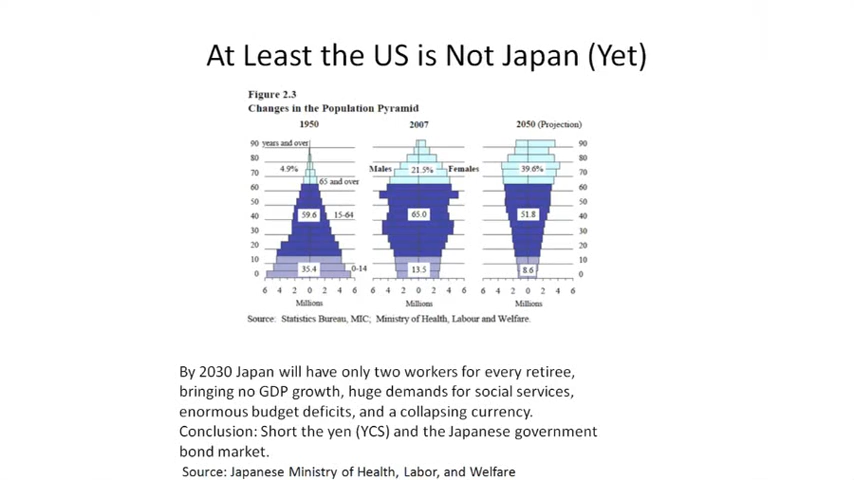 At Least the US is Not Japan (Yet)
Figure 2.3
Changes in the Population Pyramid
1950 2007 2050 (Projection)
90 years and over 90
80 80
4.9% Males 21.5% Females 39.6%
70 70
65 and over
60 60
50 50
59.6 15-64 65.0 51.8
40 40
30 30
20 20
10 10
35.4 0-14 13.5 8.6
0 0
6 4 2 0 2 4 6 6 4 2 0 2 4 6 6 4 2 0 2 4 6
Millions Millions Millions
Source: Statistics Bureau, MIC; Ministry of Health, Labour and Welfare.
By 2030 Japan will have only two workers for every retiree,
bringing no GDP growth, huge demands for social services,
enormous budget deficits, and a collapsing currency.
Conclusion: Short the yen (YCS) and the Japanese government
bond market.
Source: Japanese Ministry of Health, Labor, and Welfare